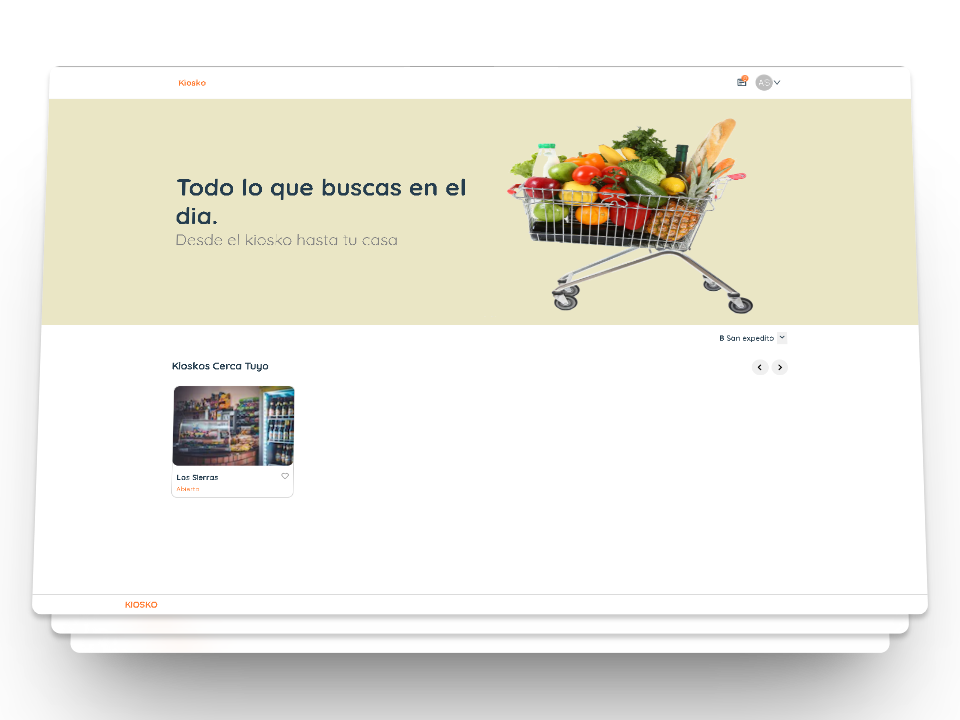 Kiosko
AS
Todo lo que buscas en el
dia.
Desde el kiosko hasta tu casa
B San expedito
Kioskos Cerca Tuyo
Los Sierras
Abierto
KIOSKO